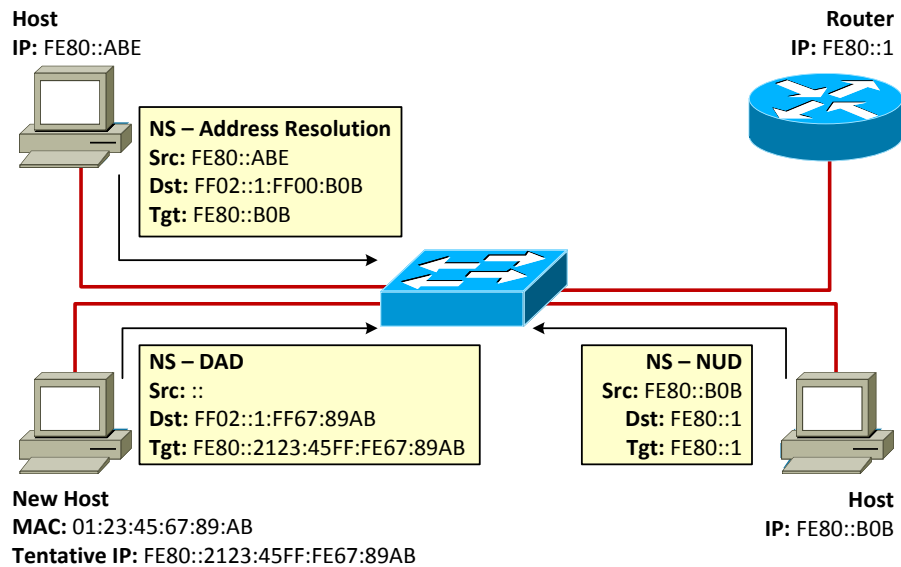 Host
IP: FE80::ABE
Router
IP: FE80::1
NS – Address Resolution
Src: FE80::ABE
Dst: FF02::1:FF00:B0B
Tgt: FE80::B0B
NS – DAD
Src: ::
Dst: FF02::1:FF67:89AB
Tgt: FE80::2123:45FF:FE67:89AB
NS – NUD
Src: FE80::B0B
Dst: FE80::1
Tgt: FE80::1
New Host
MAC: 01:23:45:67:89:AB
Tentative IP: FE80::2123:45FF:FE67:89AB
Host
IP: FE80::B0B